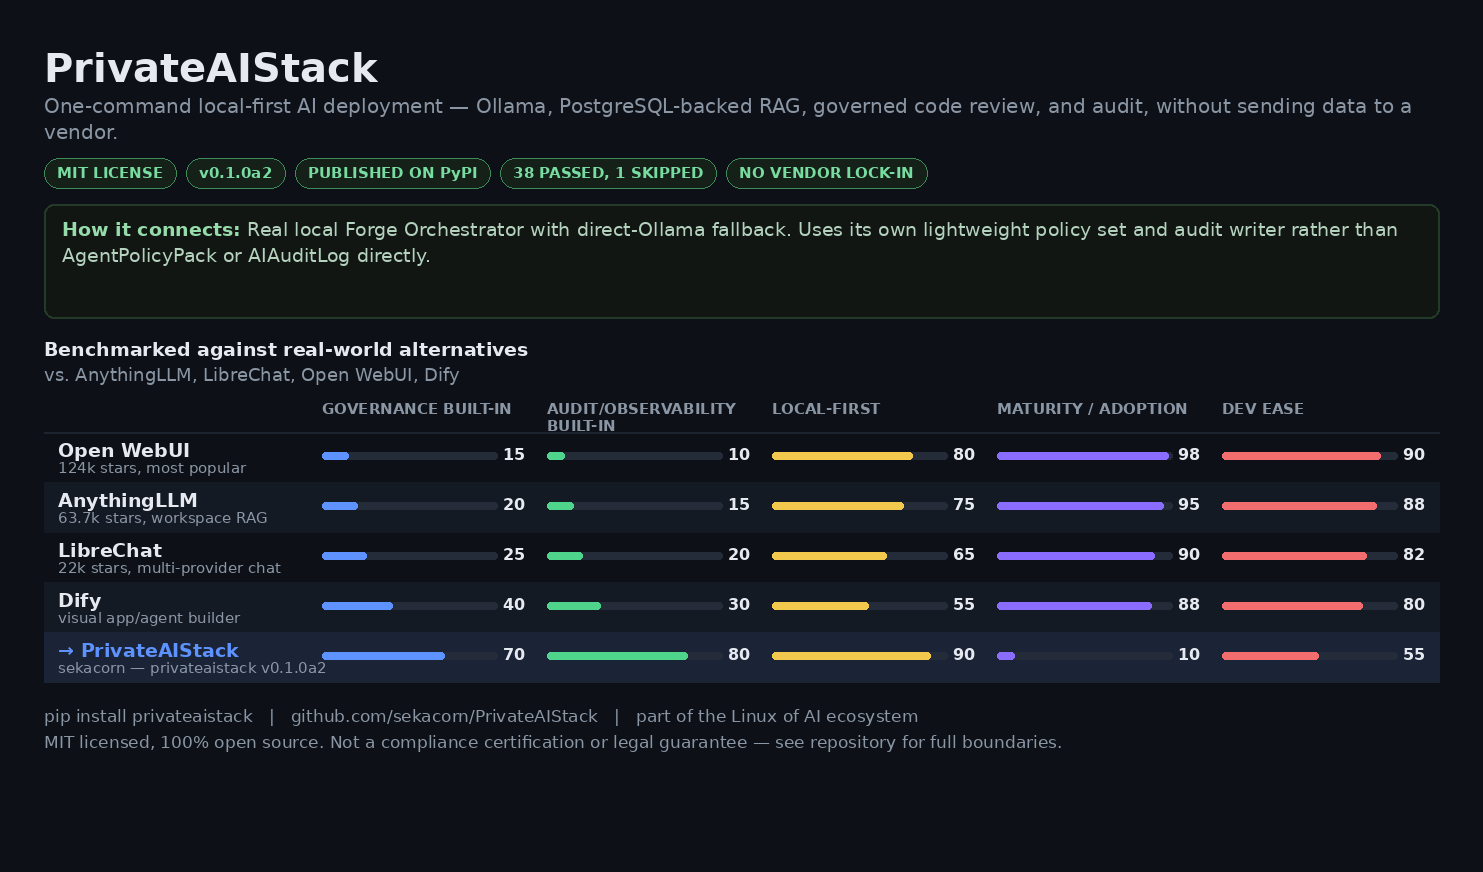 PrivateAIStack
One-command local-first AI deployment — Ollama, PostgreSQL-backed RAG, governed code review, and audit, without sending data to a
vendor.
MIT LICENSE v0.1.0a2 PUBLISHED ON PyPI 38 PASSED, 1 SKIPPED NO VENDOR LOCK-IN
How it connects: Real local Forge Orchestrator with direct-Ollama fallback. Uses its own lightweight policy set and audit writer rather than
AgentPolicyPack or AIAuditLog directly.
Benchmarked against real-world alternatives
vs. AnythingLLM, LibreChat, Open WebUI, Dify
GOVERNANCE BUILT-IN AUDIT/OBSERVABILITY LOCAL-FIRST MATURITY / ADOPTION DEV EASE
BUILT-IN
Open WebUI 15 10 80 98 90
124k stars, most popular
AnythingLLM 20 15 75 95 88
63.7k stars, workspace RAG
LibreChat 25 20 65 90 82
22k stars, multi-provider chat
Dify 40 30 55 88 80
visual app/agent builder
→ PrivateAIStack 70 80 90 10 55
sekacorn — privateaistack v0.1.0a2
pip install privateaistack | github.com/sekacorn/PrivateAIStack | part of the Linux of AI ecosystem
MIT licensed, 100% open source. Not a compliance certification or legal guarantee — see repository for full boundaries.